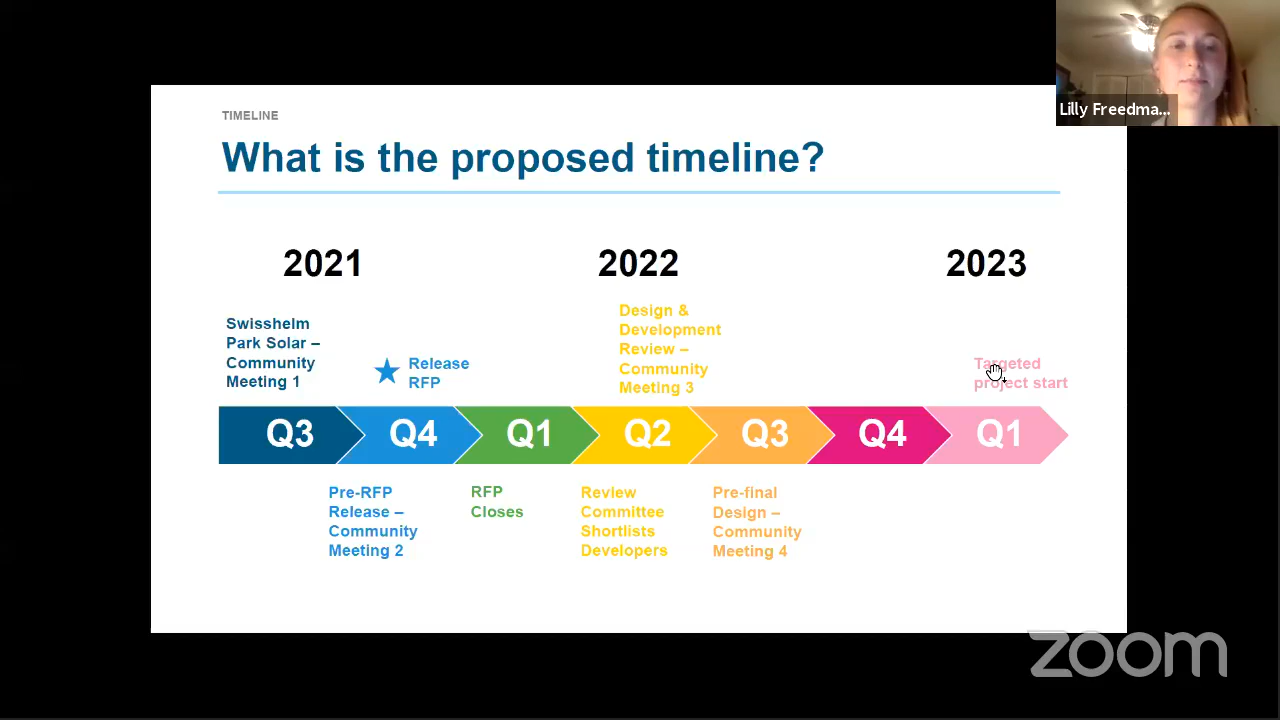 Lilly Freedma...
TIMELINE
What is the proposed timeline?
2021
2022
2023
Swisshelm
Park Solar –
Community
Meeting 1
Release
RFP
Design &
Development
Review –
Community
Meeting 3
Targeted
project start
Q3
Q4
Q1
Q2
Q3
Q4
Q1
Pre-RFP
Release –
Community
Meeting 2
RFP
Closes
Review
Committee
Shortlists
Developers
Pre-final
Design –
Community
Meeting 4
zoom